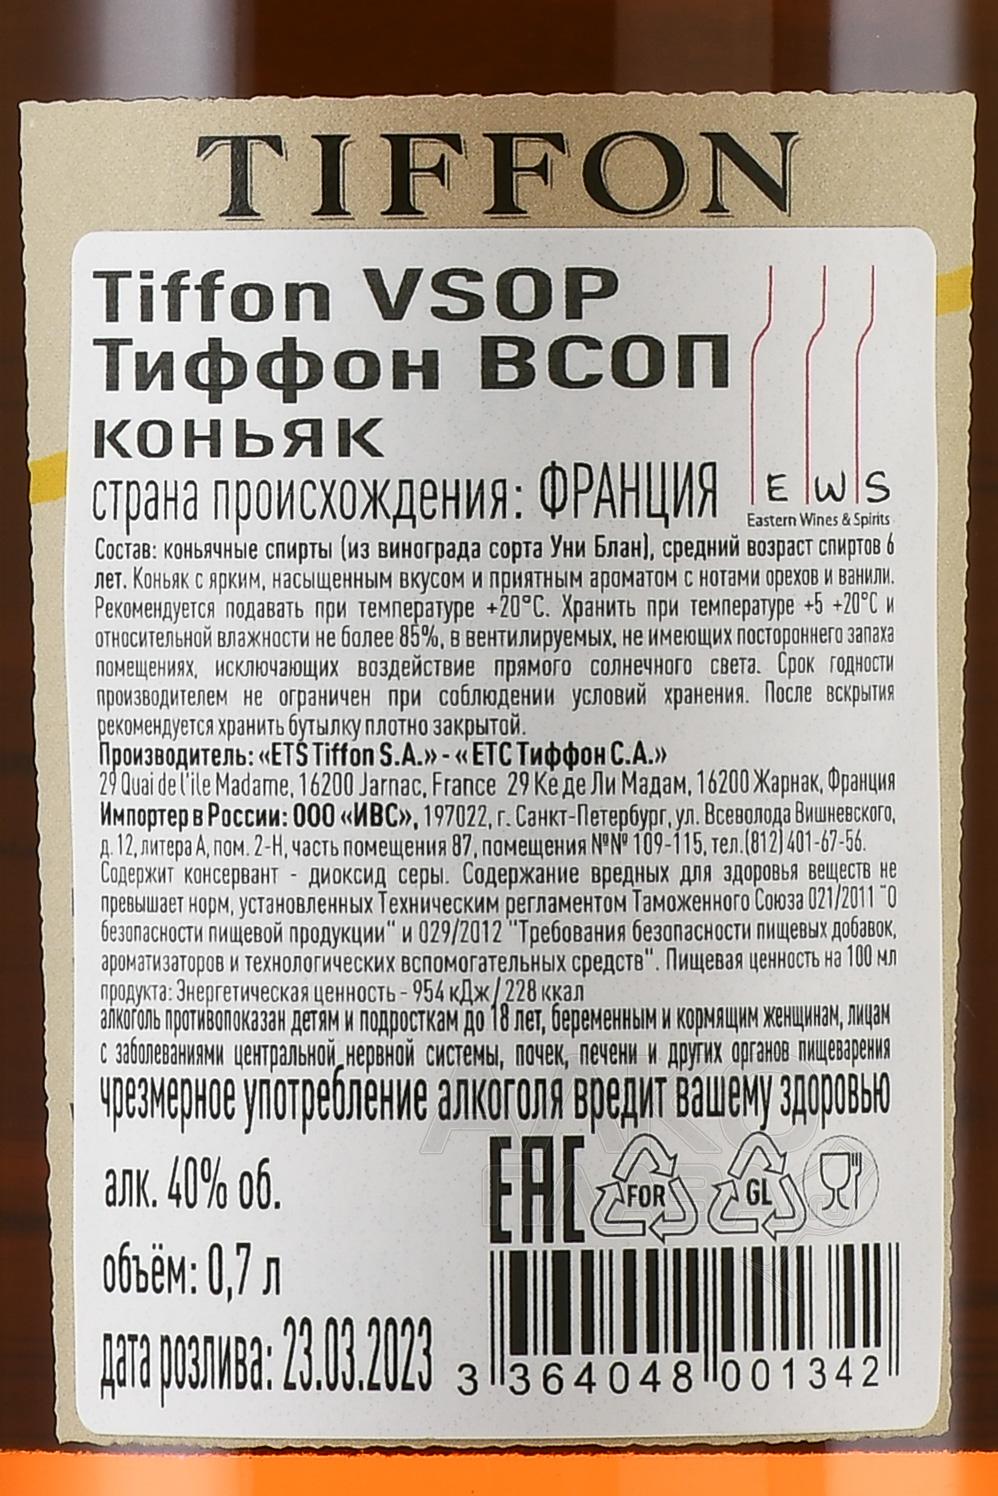 TIFFON
Tiffon VSOP
Тиффон ВСОП
коньяк
страна происхождения: ФРАНЦИЯ
E W S
Eastern Wines & Spirits
Состав: коньячные спирты (из винограда сорта Уни Блан), средний возраст спиртов 6
лет. Коньяк с ярким, насыщенным вкусом и приятным ароматом с нотами орехов и ванили.
Рекомендуется подавать при температуре +20°С. Хранить при температуре +5 +20°С и
относительной влажности не более 85%, в вентилируемых, не имеющих постороннего запаха
помещениях, исключающих воздействие прямого солнечного света. Срок годности
производителем не ограничен при соблюдении условий хранения. После вскрытия
рекомендуется хранить бутылку плотно закрытой.
Производитель: «ETS Tiffon S.A.» - « ЕТС Тиффон С.А.»
29 Quai de l'ile Madame, 16200 Jarnac, France 29 Ке де Ли Мадам, 16200 Жарнак, Франция
Импортер в России: ООО «ИВС», 197022, г. Санкт-Петербург, ул. Всеволода Вишневского,
д. 12, литера А, пом. 2-Н, часть помещения 87, помещения №№ 109-115, тел.(812)401-67-56.
Содержит консервант - диоксид серы. Содержание вредных для здоровья веществ не
превышает норм, установленных Техническим регламентом Таможенного Союза 021/2011 "О
безопасности пищевой продукции" и 029/2012 "Требования безопасности пищевых добавок,
ароматизаторов и технологических вспомогательных средств". Пищевая ценность на 100 мл
продукта: Энергетическая ценность - 954 кДж/228 ккал
алкоголь противопоказан детям и подросткам до 18 лет, беременным и кормящим женщинам, лицам
с заболеваниями центральной нервной системы, почек, печени и других органов пищеварения
чрезмерное употребление алкоголя вредит вашему здоровью
алк. 40% об.
EAC
FOR
GL
объём: 0,7 л
дата розлива: 23.03.2023
3 364048 001342